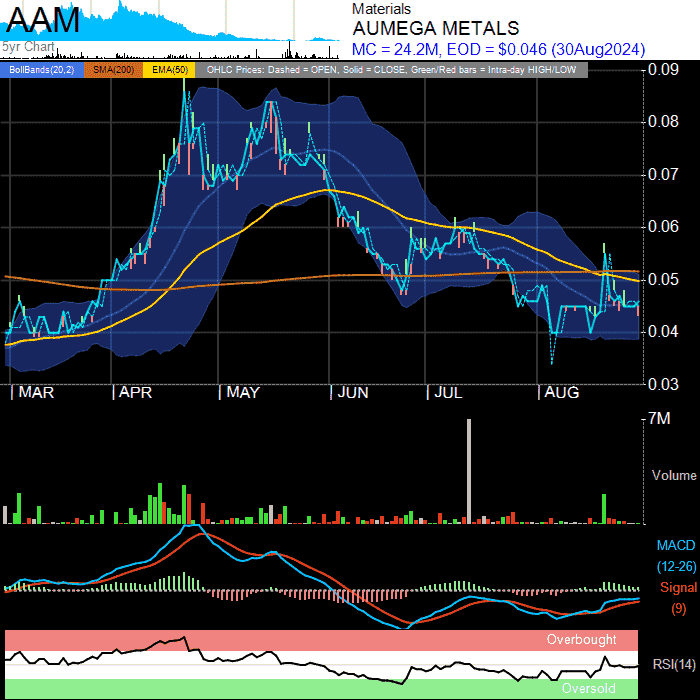 AAM
5yr Chart
Materials
AUMEGA METALS
MC = 24.2M, EOD = $0.046 (30Aug2024)
BollBands(20,2) SMA(200) EMA(50) OHLC Prices: Dashed = OPEN, Solid = CLOSE, Green/Red bars = Intra-day HIGH/LOW
0.09
0.08
0.07
0.06
0.05
0.04
0.03
| MAR | APR | MAY | JUN | JUL | AUG
7M
Volume
MACD
(12-26)
Signal
(9)
Overbought
RSI(14)
Oversold